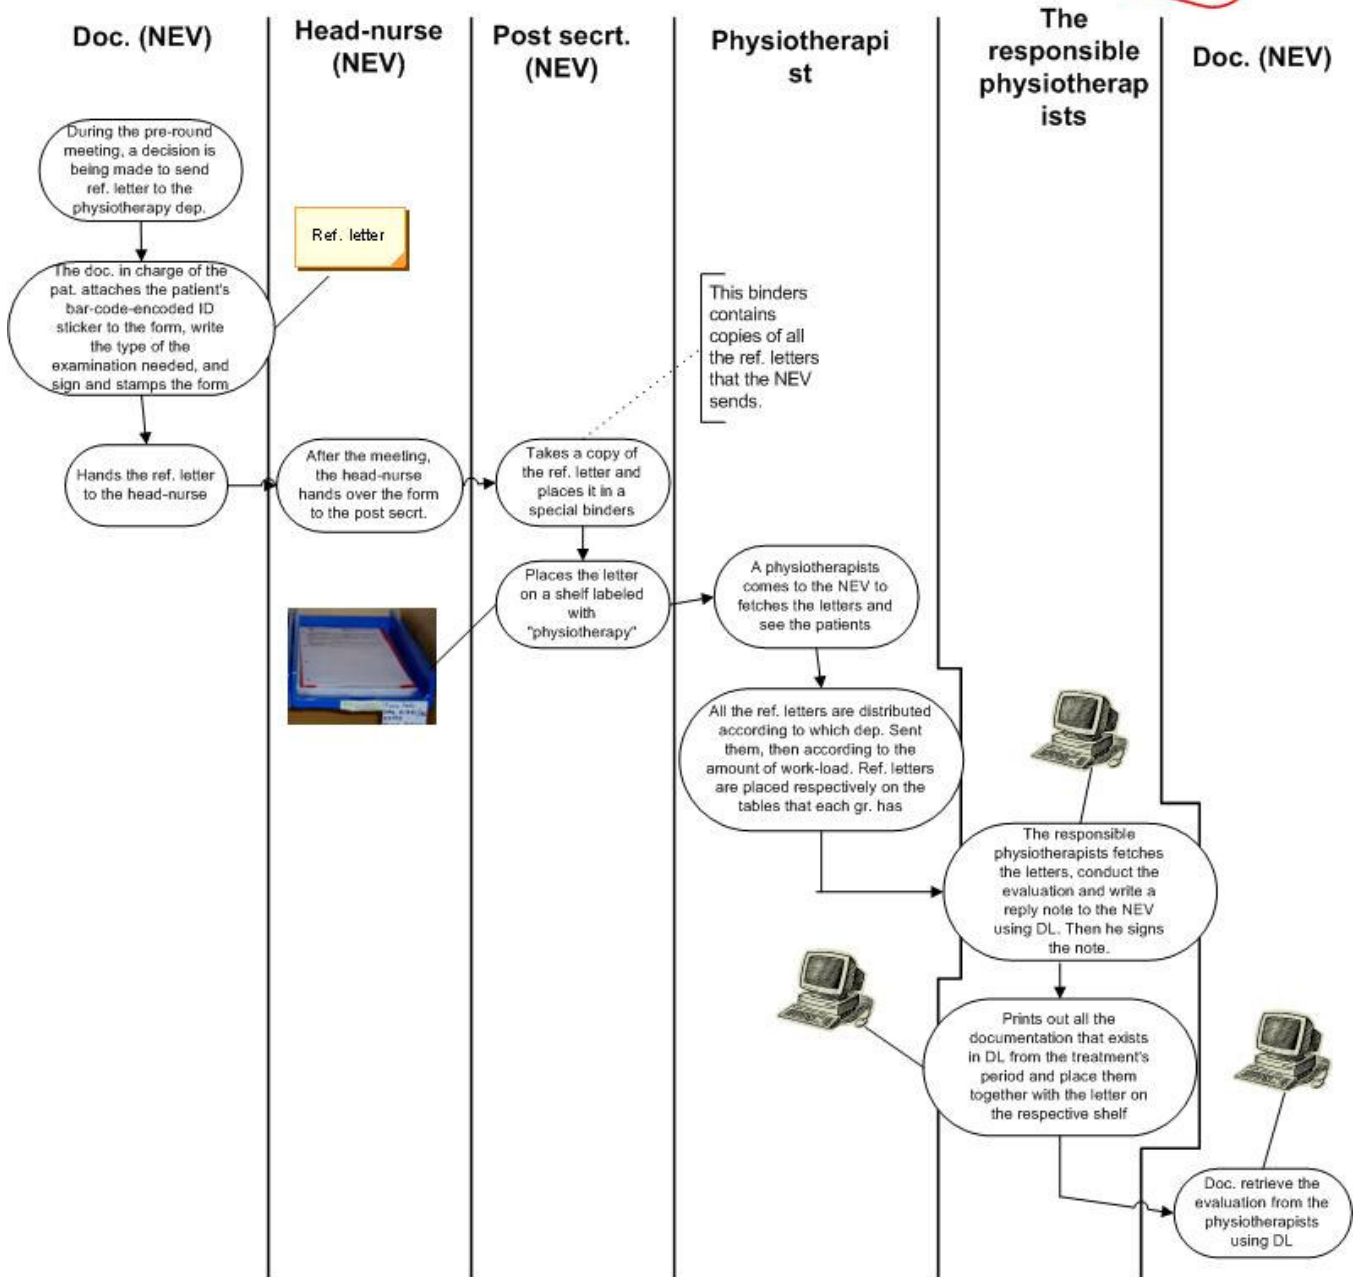 Doc. (NEV)
Head-nurse
(NEV)
Post secrt.
(NEV)
Physiotherapi
st
The
responsible
physiotherap
ists
Doc. (NEV)
During the pre-round
meeting, a decision is
being made to send
ref. letter to the
physiotherapy dep.
Ref. letter
The doc. in charge of the
pat. attaches the patient's
bar-code-encoded ID
sticker to the form, write
the type of the
examination needed, and
sign and stamps the form
This binders
contains
copies of all
the ref. letters
that the NEV
sends.
Hands the ref. letter
to the head-nurse
After the meeting,
the head-nurse
hands over the form
to the post secrt.
Takes a copy of
the ref. letter and
places it in a
special binders
Places the letter
on a shelf labeled
with
"physiotherapy"
A physiotherapists
comes to the NEV to
fetches the letters and
see the patients
All the ref. letters are distributed
according to which dep. Sent
them, then according to the
amount of work-load. Ref. letters
are placed respectively on the
tables that each gr. has
The responsible
physiotherapists fetches
the letters, conduct the
evaluation and write a
reply note to the NEV
using DL. Then he signs
the note.
Prints out all the
documentation that exists
in DL from the treatment's
period and place them
together with the letter on
the respective shelf
Doc. retrieve the
evaluation from the
physiotherapists
using DL